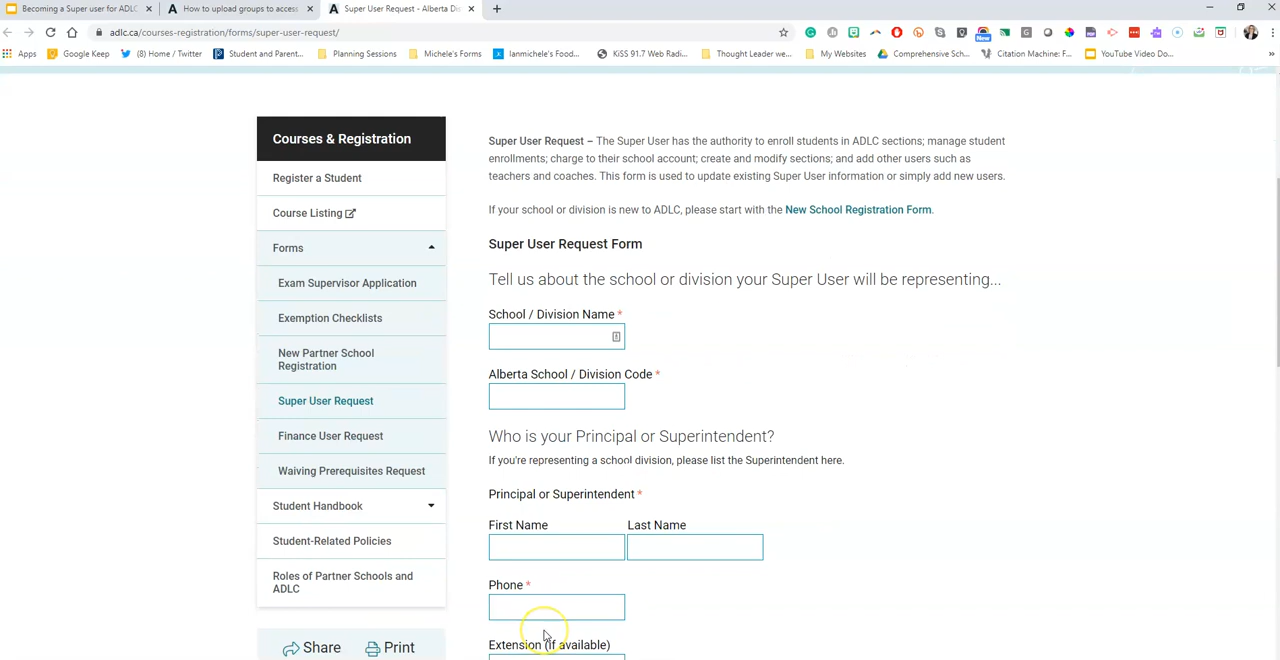 Becoming a Super user for ADLC
How to upload groups to access
Super User Request - Alberta Di
adlc.ca/courses-registration/forms/super-user-request/
Apps
Google Keep
(8) Home / Twitter
Student and Parent...
Planning Sessions
Michele's Forms
Ianmichele's Food...
KiSS 91.7 Web Radi...
Thought Leader we...
My Websites
Comprehensive Sch...
Citation Machine: F...
YouTube Video Do...
»
New
Courses & Registration
Register a Student
Course Listing
Forms
Exam Supervisor Application
Exemption Checklists
New Partner School
Registration
Super User Request
Finance User Request
Waiving Prerequisites Request
Student Handbook
Student-Related Policies
Roles of Partner Schools and
ADLC
Share
Print
Super User Request – The Super User has the authority to enroll students in ADLC sections; manage student
enrollments; charge to their school account; create and modify sections; and add other users such as
teachers and coaches. This form is used to update existing Super User information or simply add new users.
If your school or division is new to ADLC, please start with the New School Registration Form.
Super User Request Form
Tell us about the school or division your Super User will be representing...
School / Division Name *
Alberta School / Division Code *
Who is your Principal or Superintendent?
If you're representing a school division, please list the Superintendent here.
Principal or Superintendent *
First Name Last Name
Phone *
Extension (if available)